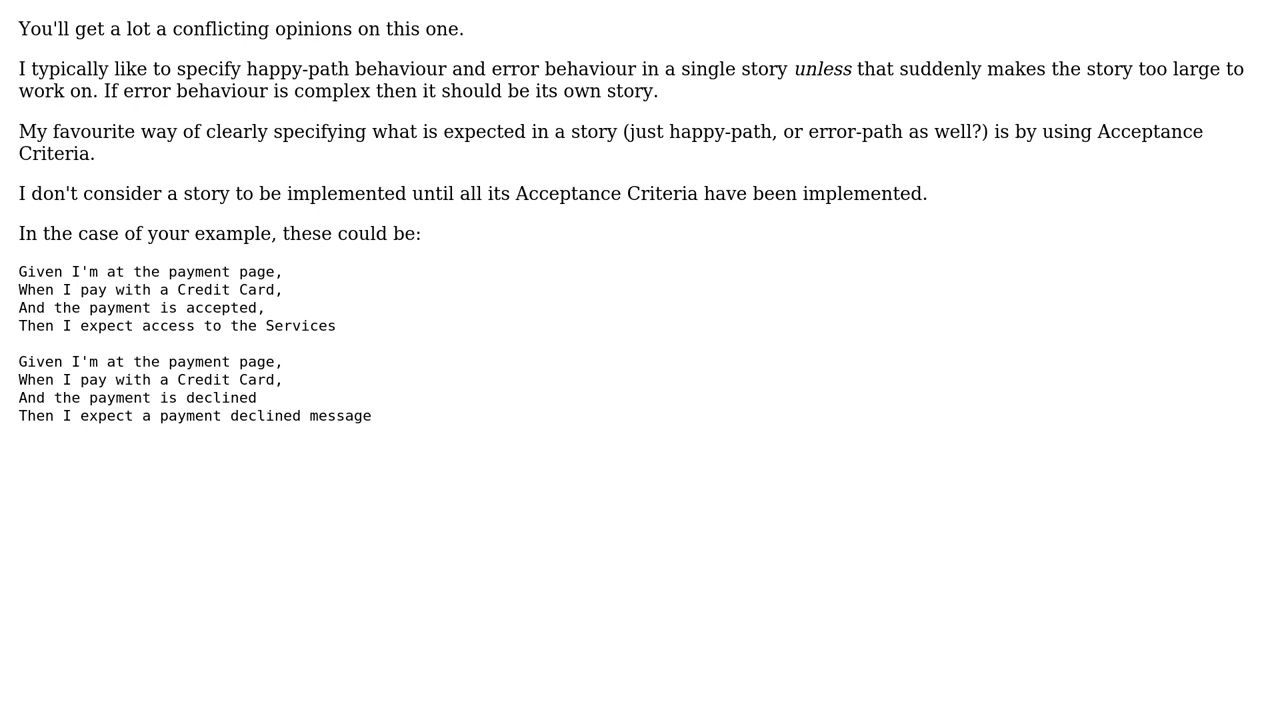 You'll get a lot a conflicting opinions on this one.
I typically like to specify happy-path behaviour and error behaviour in a single story unless that suddenly makes the story too large to
work on. If error behaviour is complex then it should be its own story.
My favourite way of clearly specifying what is expected in a story (just happy-path, or error-path as well?) is by using Acceptance
Criteria.
I don't consider a story to be implemented until all its Acceptance Criteria have been implemented.
In the case of your example, these could be:
Given I'm at the payment page,
When I pay with a Credit Card,
And the payment is accepted,
Then I expect access to the Services
Given I'm at the payment page,
When I pay with a Credit Card,
And the payment is declined
Then I expect a payment declined message